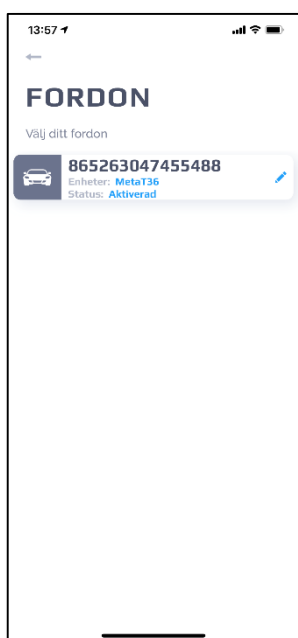 13:57
FORDON
Välj ditt fordon
865263047455488
Enheter: MetaT36
Status: Aktiverad